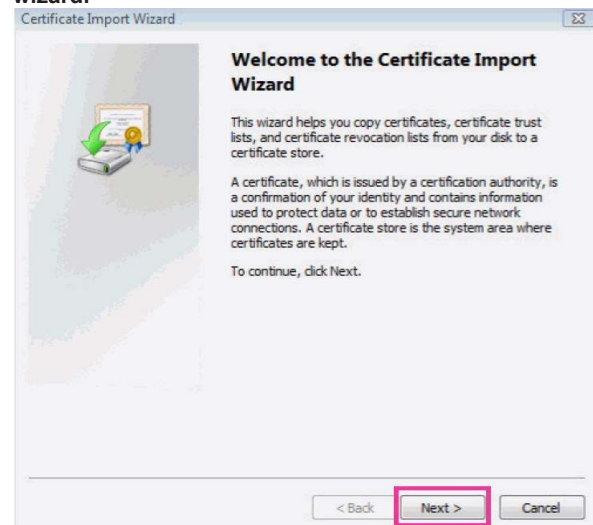 wizard.
Certificate Import Wizard
Welcome to the Certificate Import
Wizard
This wizard helps you copy certificates, certificate trust
lists, and certificate revocation lists from your disk to a
certificate store.
A certificate, which is issued by a certification authority, is
a confirmation of your identity and contains information
used to protect data or to establish secure network
connections. A certificate store is the system area where
certificates are kept.
To continue, click Next.
< Back Next > Cancel